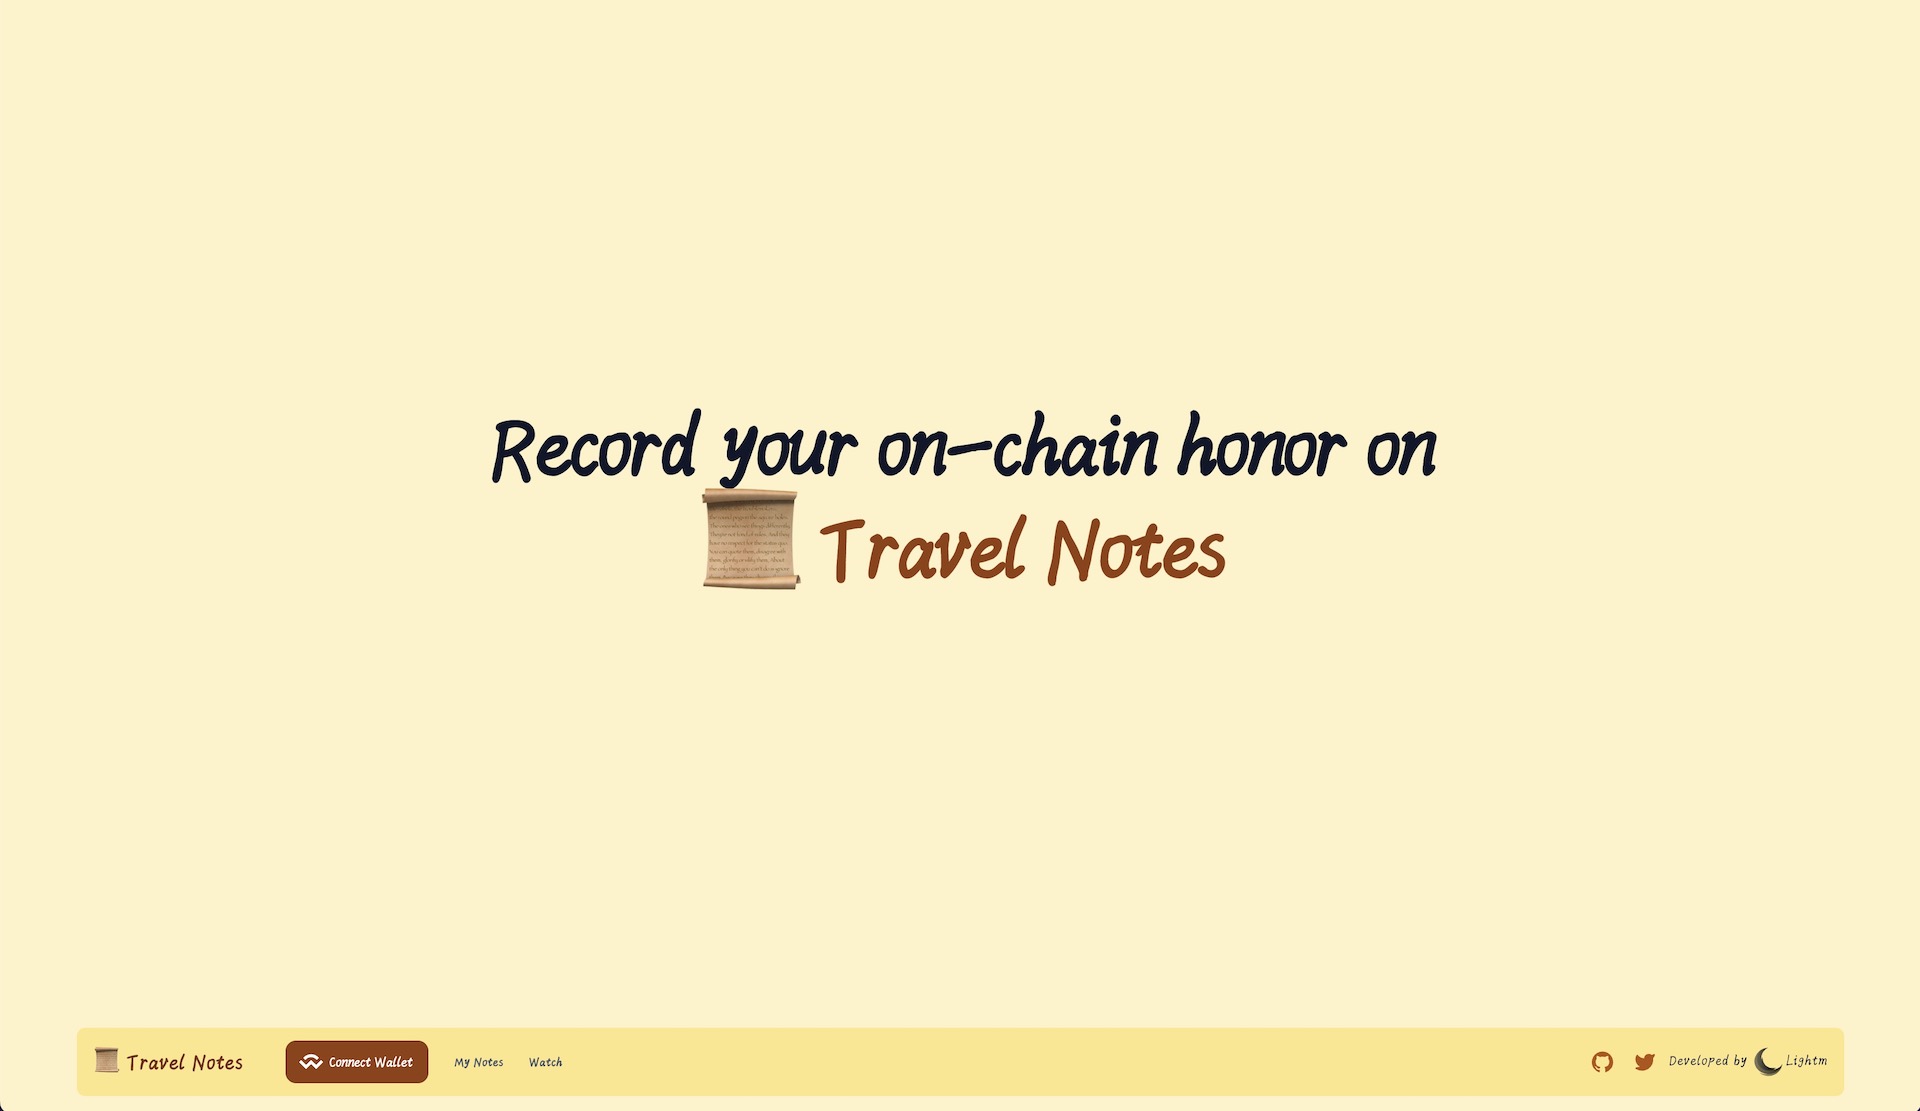 Record your on-chain honor on
Travel Notes
Travel Notes
Connect Wallet
My Notes
Watch
Developed by
Lightm